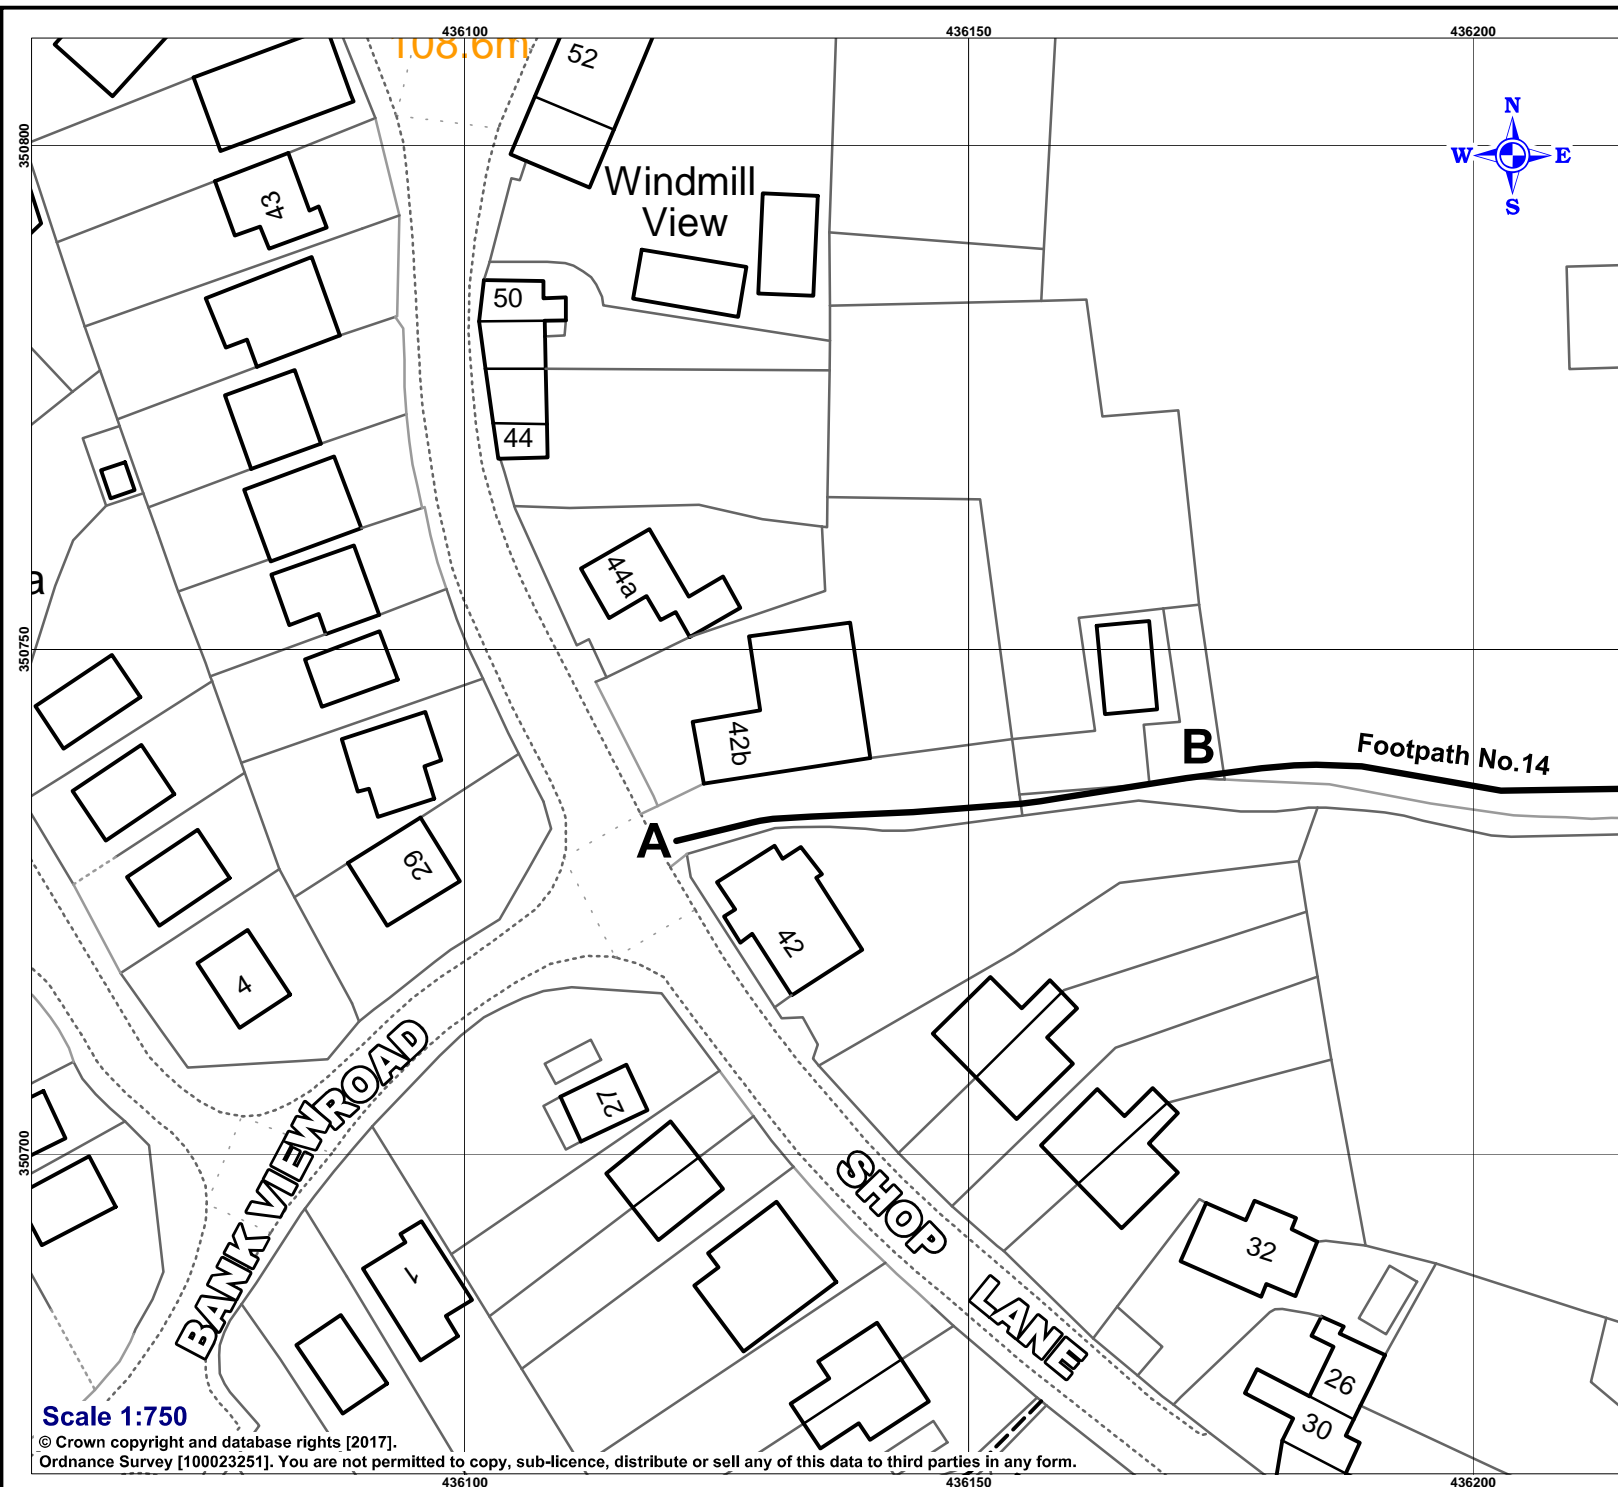 436100
436150
436200
108.6m
52
350800
N
W E
S
Windmill
View
43
50
44
44a
a
350750
42b
B
Footpath No.14
A
29
42
4
BANK VIEW ROAD
27
350700
SHOP
LANE
32
1
26
30
Scale 1:750
© Crown copyright and database rights [2017].
Ordnance Survey [100023251]. You are not permitted to copy, sub-licence, distribute or sell any of this data to third parties in any form.
436100
436150
436200